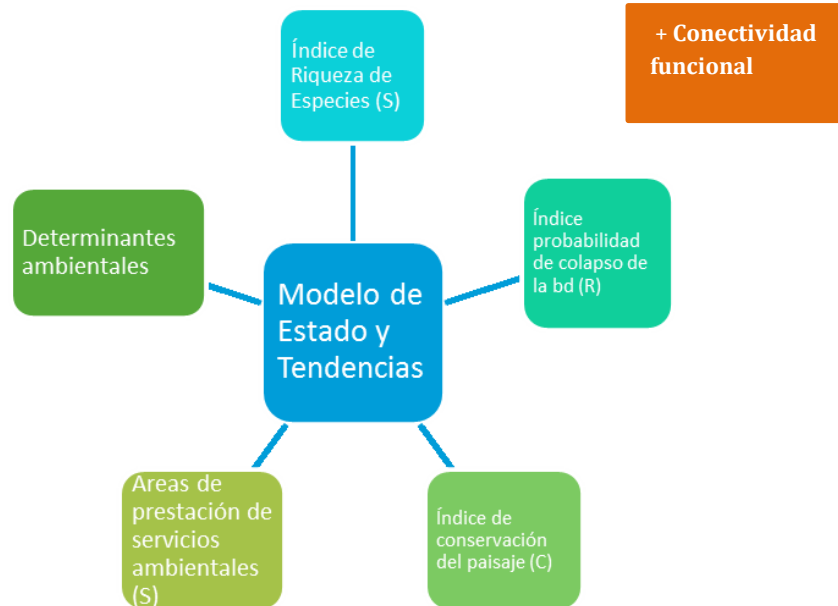 Índice de
Riqueza de
Especies (S)
+ Conectividad
funcional
Determinantes
ambientales
Índice
probabilidad
de colapso de
la bd (R)
Modelo de
Estado y
Tendencias
Areas de
prestación de
servicios
ambientales
(S)
Índice de
conservación
del paisaje (C)